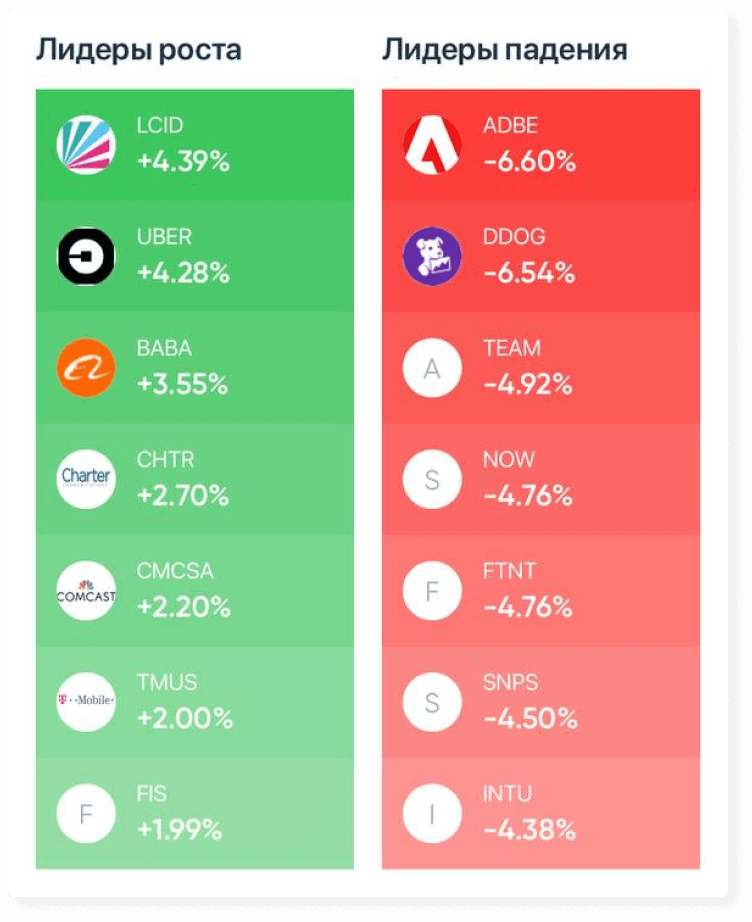 Лидеры роста
LCID
+4.39%
UBER
+4.28%
BABA
+3.55%
Charter
COMMUNICATIONS
CHTR
+2.70%
COMCAST
CMCSA
+2.20%
T··Mobile·
TMUS
+2.00%
F
FIS
+1.99%
Лидеры падения
ADBE
-6.60%
DDOG
-6.54%
A
TEAM
-4.92%
S
NOW
-4.76%
F
FTNT
-4.76%
S
SNPS
-4.50%
I
INTU
-4.38%